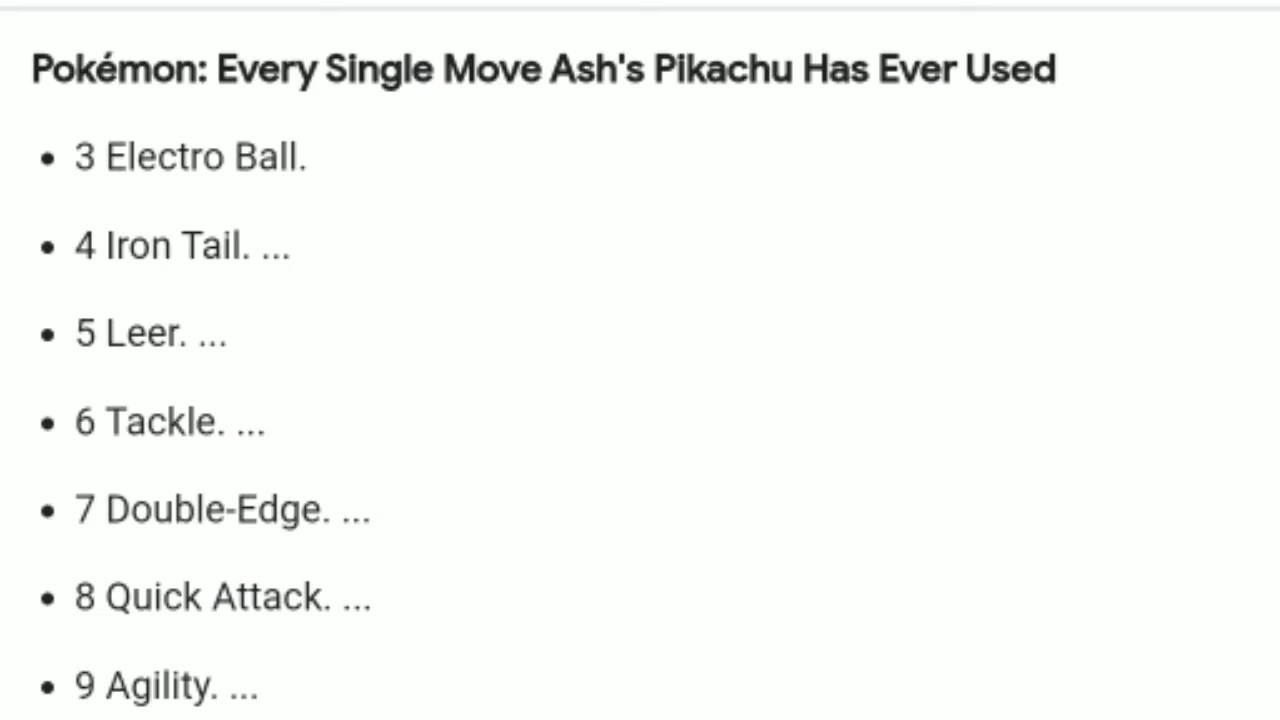 Pokémon: Every Single Move Ash's Pikachu Has Ever Used
• 3 Electro Ball.
• 4 Iron Tail. ...
• 5 Leer. ...
• 6 Tackle. ...
• 7 Double-Edge. ...
• 8 Quick Attack. ...
• 9 Agility. ...